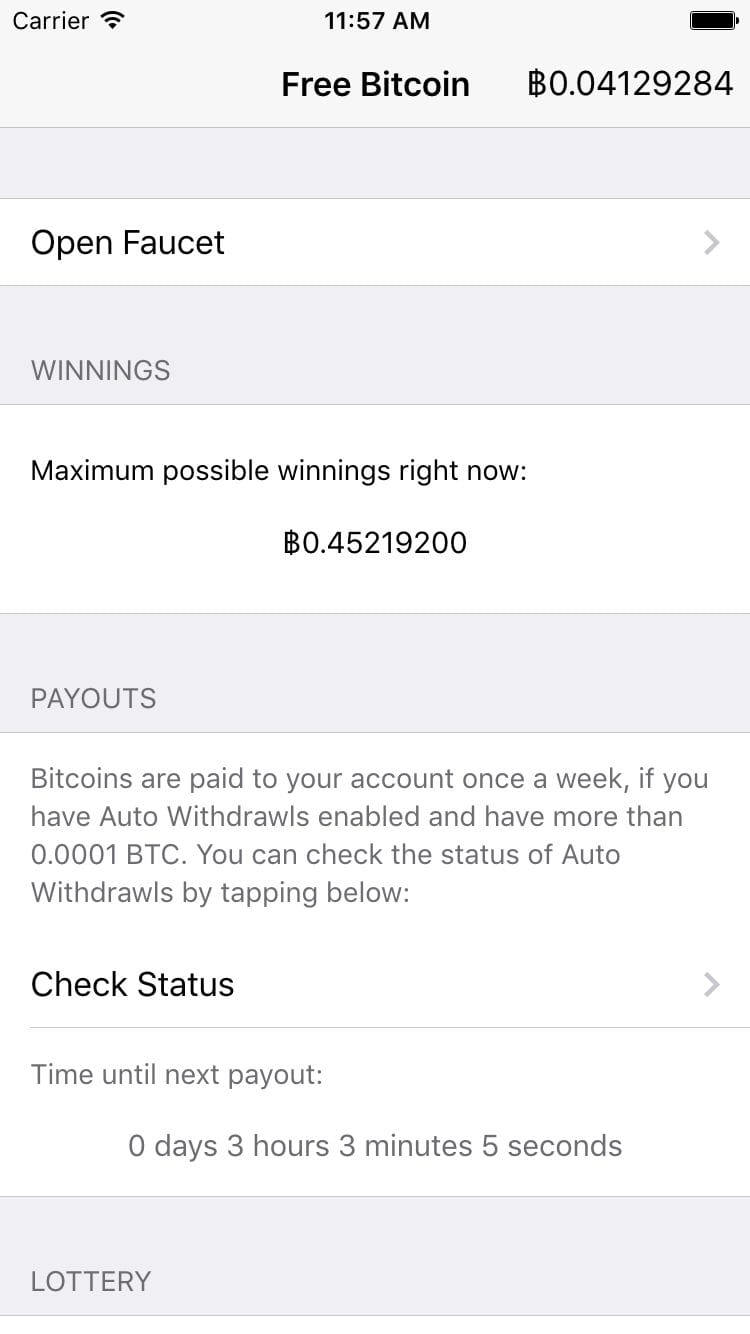 Carrier 11:57 AM
Free Bitcoin ฿0.04129284
Open Faucet
WINNINGS
Maximum possible winnings right now:
฿0.45219200
PAYOUTS
Bitcoins are paid to your account once a week, if you
have Auto Withdrawls enabled and have more than
0.0001 BTC. You can check the status of Auto
Withdrawls by tapping below:
Check Status
Time until next payout:
0 days 3 hours 3 minutes 5 seconds
LOTTERY